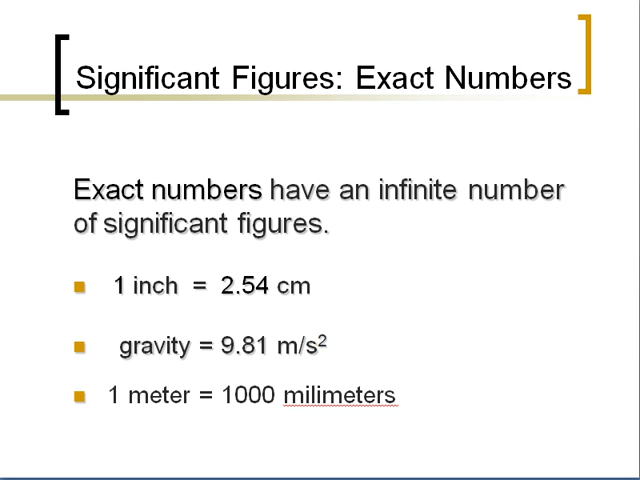 Significant Figures: Exact Numbers
Exact numbers have an infinite number
of significant figures.
1 inch = 2.54 cm
gravity = 9.81 m/s²
1 meter = 1000 milimeters